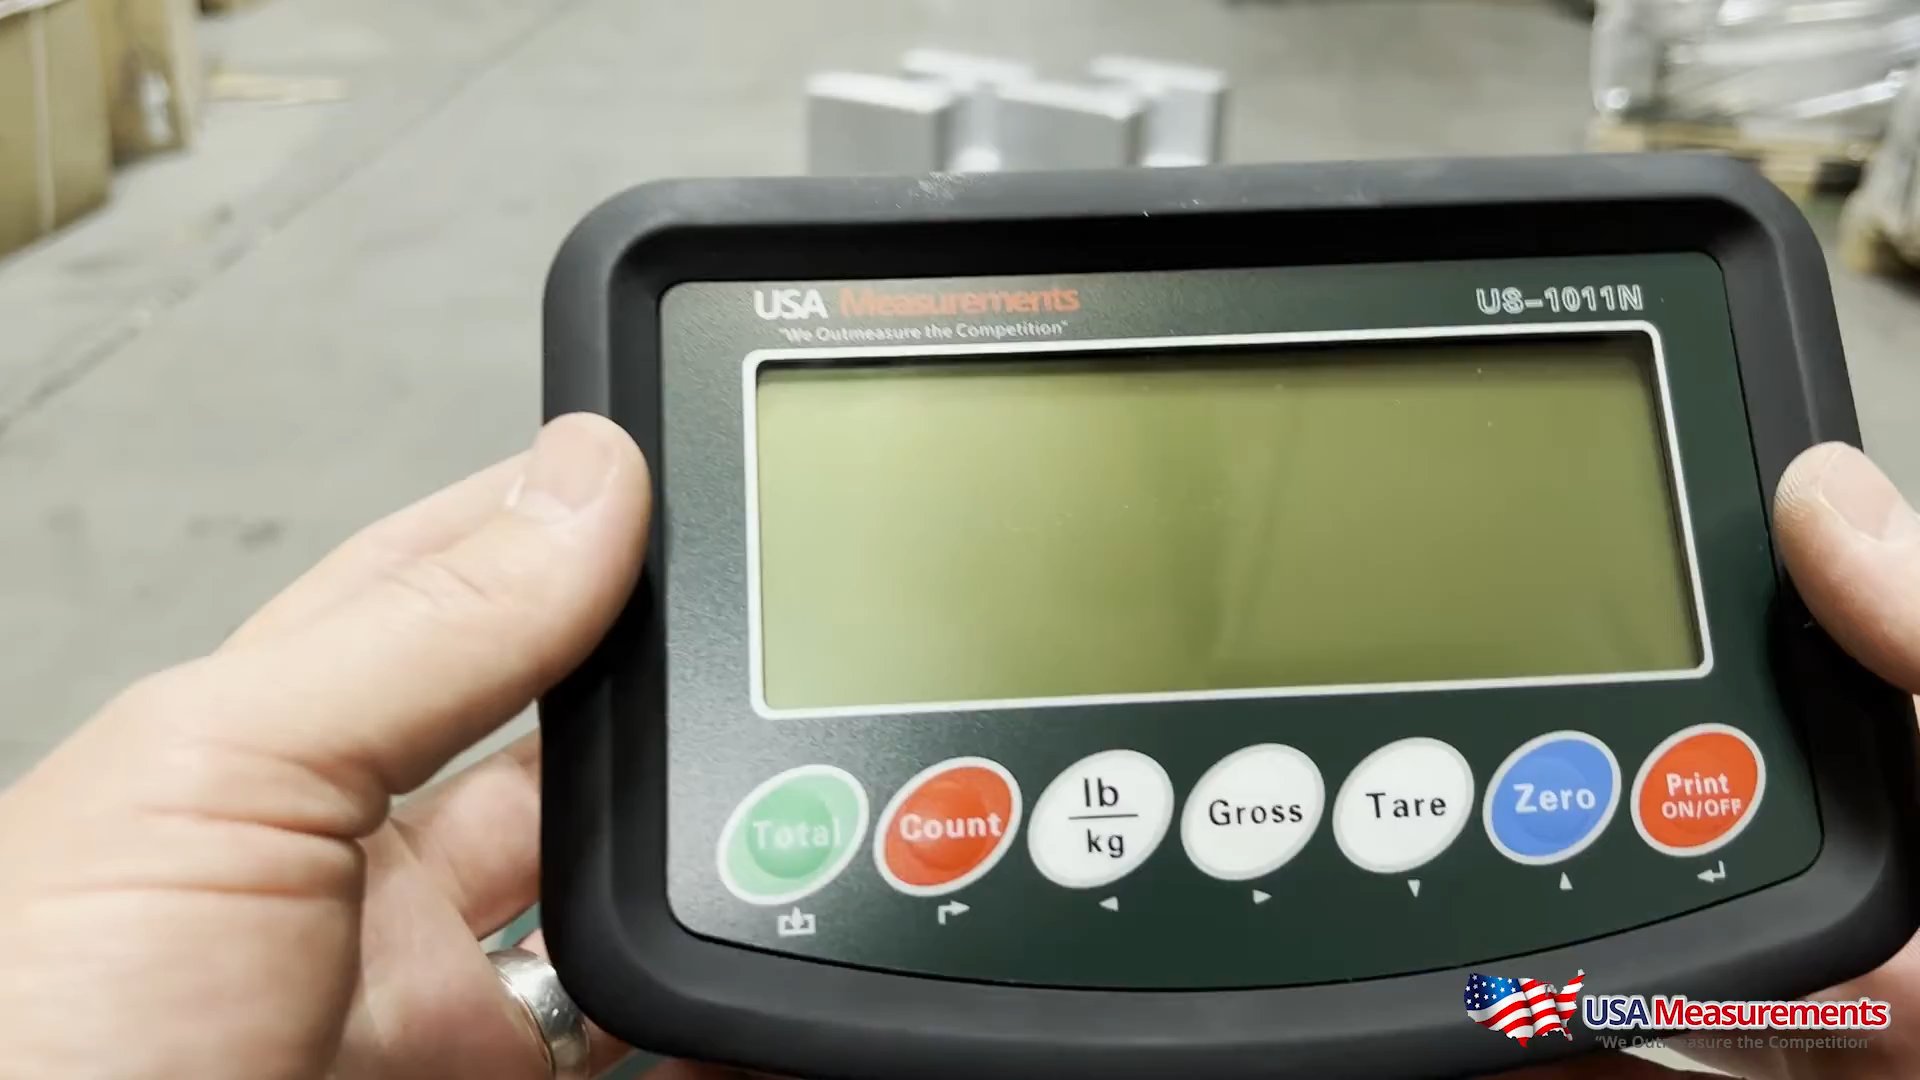 USA Measurements
"We Outmeasure the Competition"
US-1011N
Total
Count
lb
kg
Gross
Tare
Zero
Print
ON/OFF
USA Measurements
"We Outmeasure the Competition"